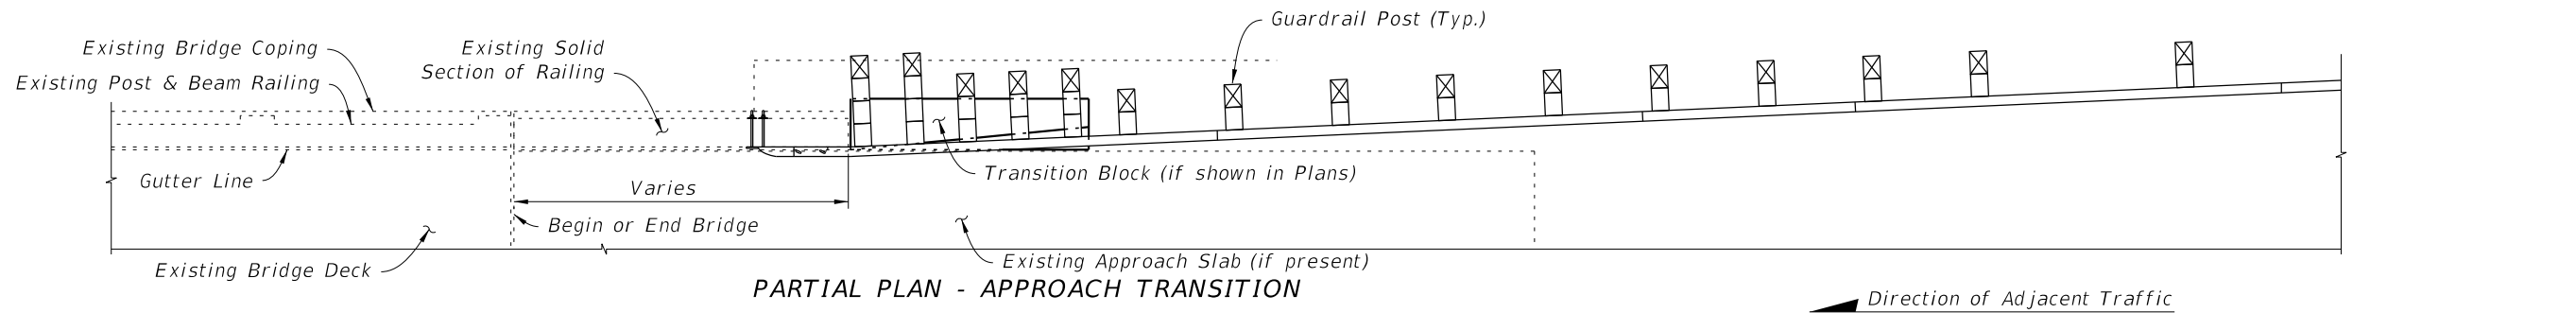 Guardrail Post (Typ.)
Existing Bridge Coping
Existing Post & Beam Railing
Existing Solid
Section of Railing
Gutter Line
Varies
Transition Block (if shown in Plans)
Begin or End Bridge
Existing Bridge Deck
Existing Approach Slab (if present)
PARTIAL PLAN - APPROACH TRANSITION
Direction of Adjacent Traffic